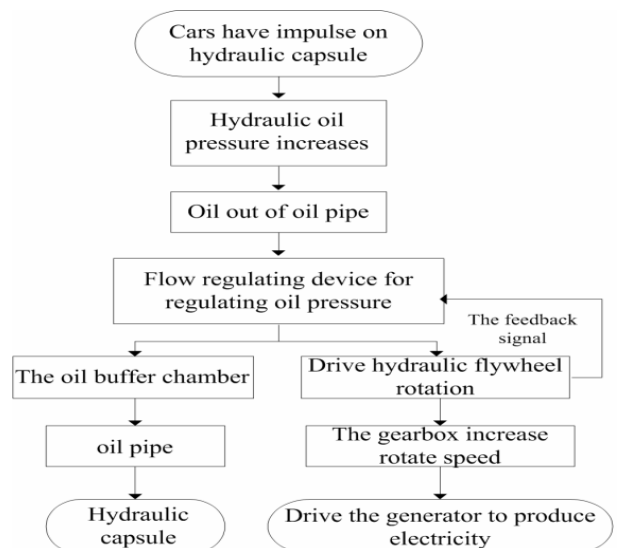 Cars have impulse on
hydraulic capsule
Hydraulic oil
pressure increases
Oil out of oil pipe
Flow regulating device for
regulating oil pressure
The feedback
signal
The oil buffer chamber
Drive hydraulic flywheel
rotation
oil pipe
The gearbox increase
rotate speed
Hydraulic
capsule
Drive the generator to produce
electricity